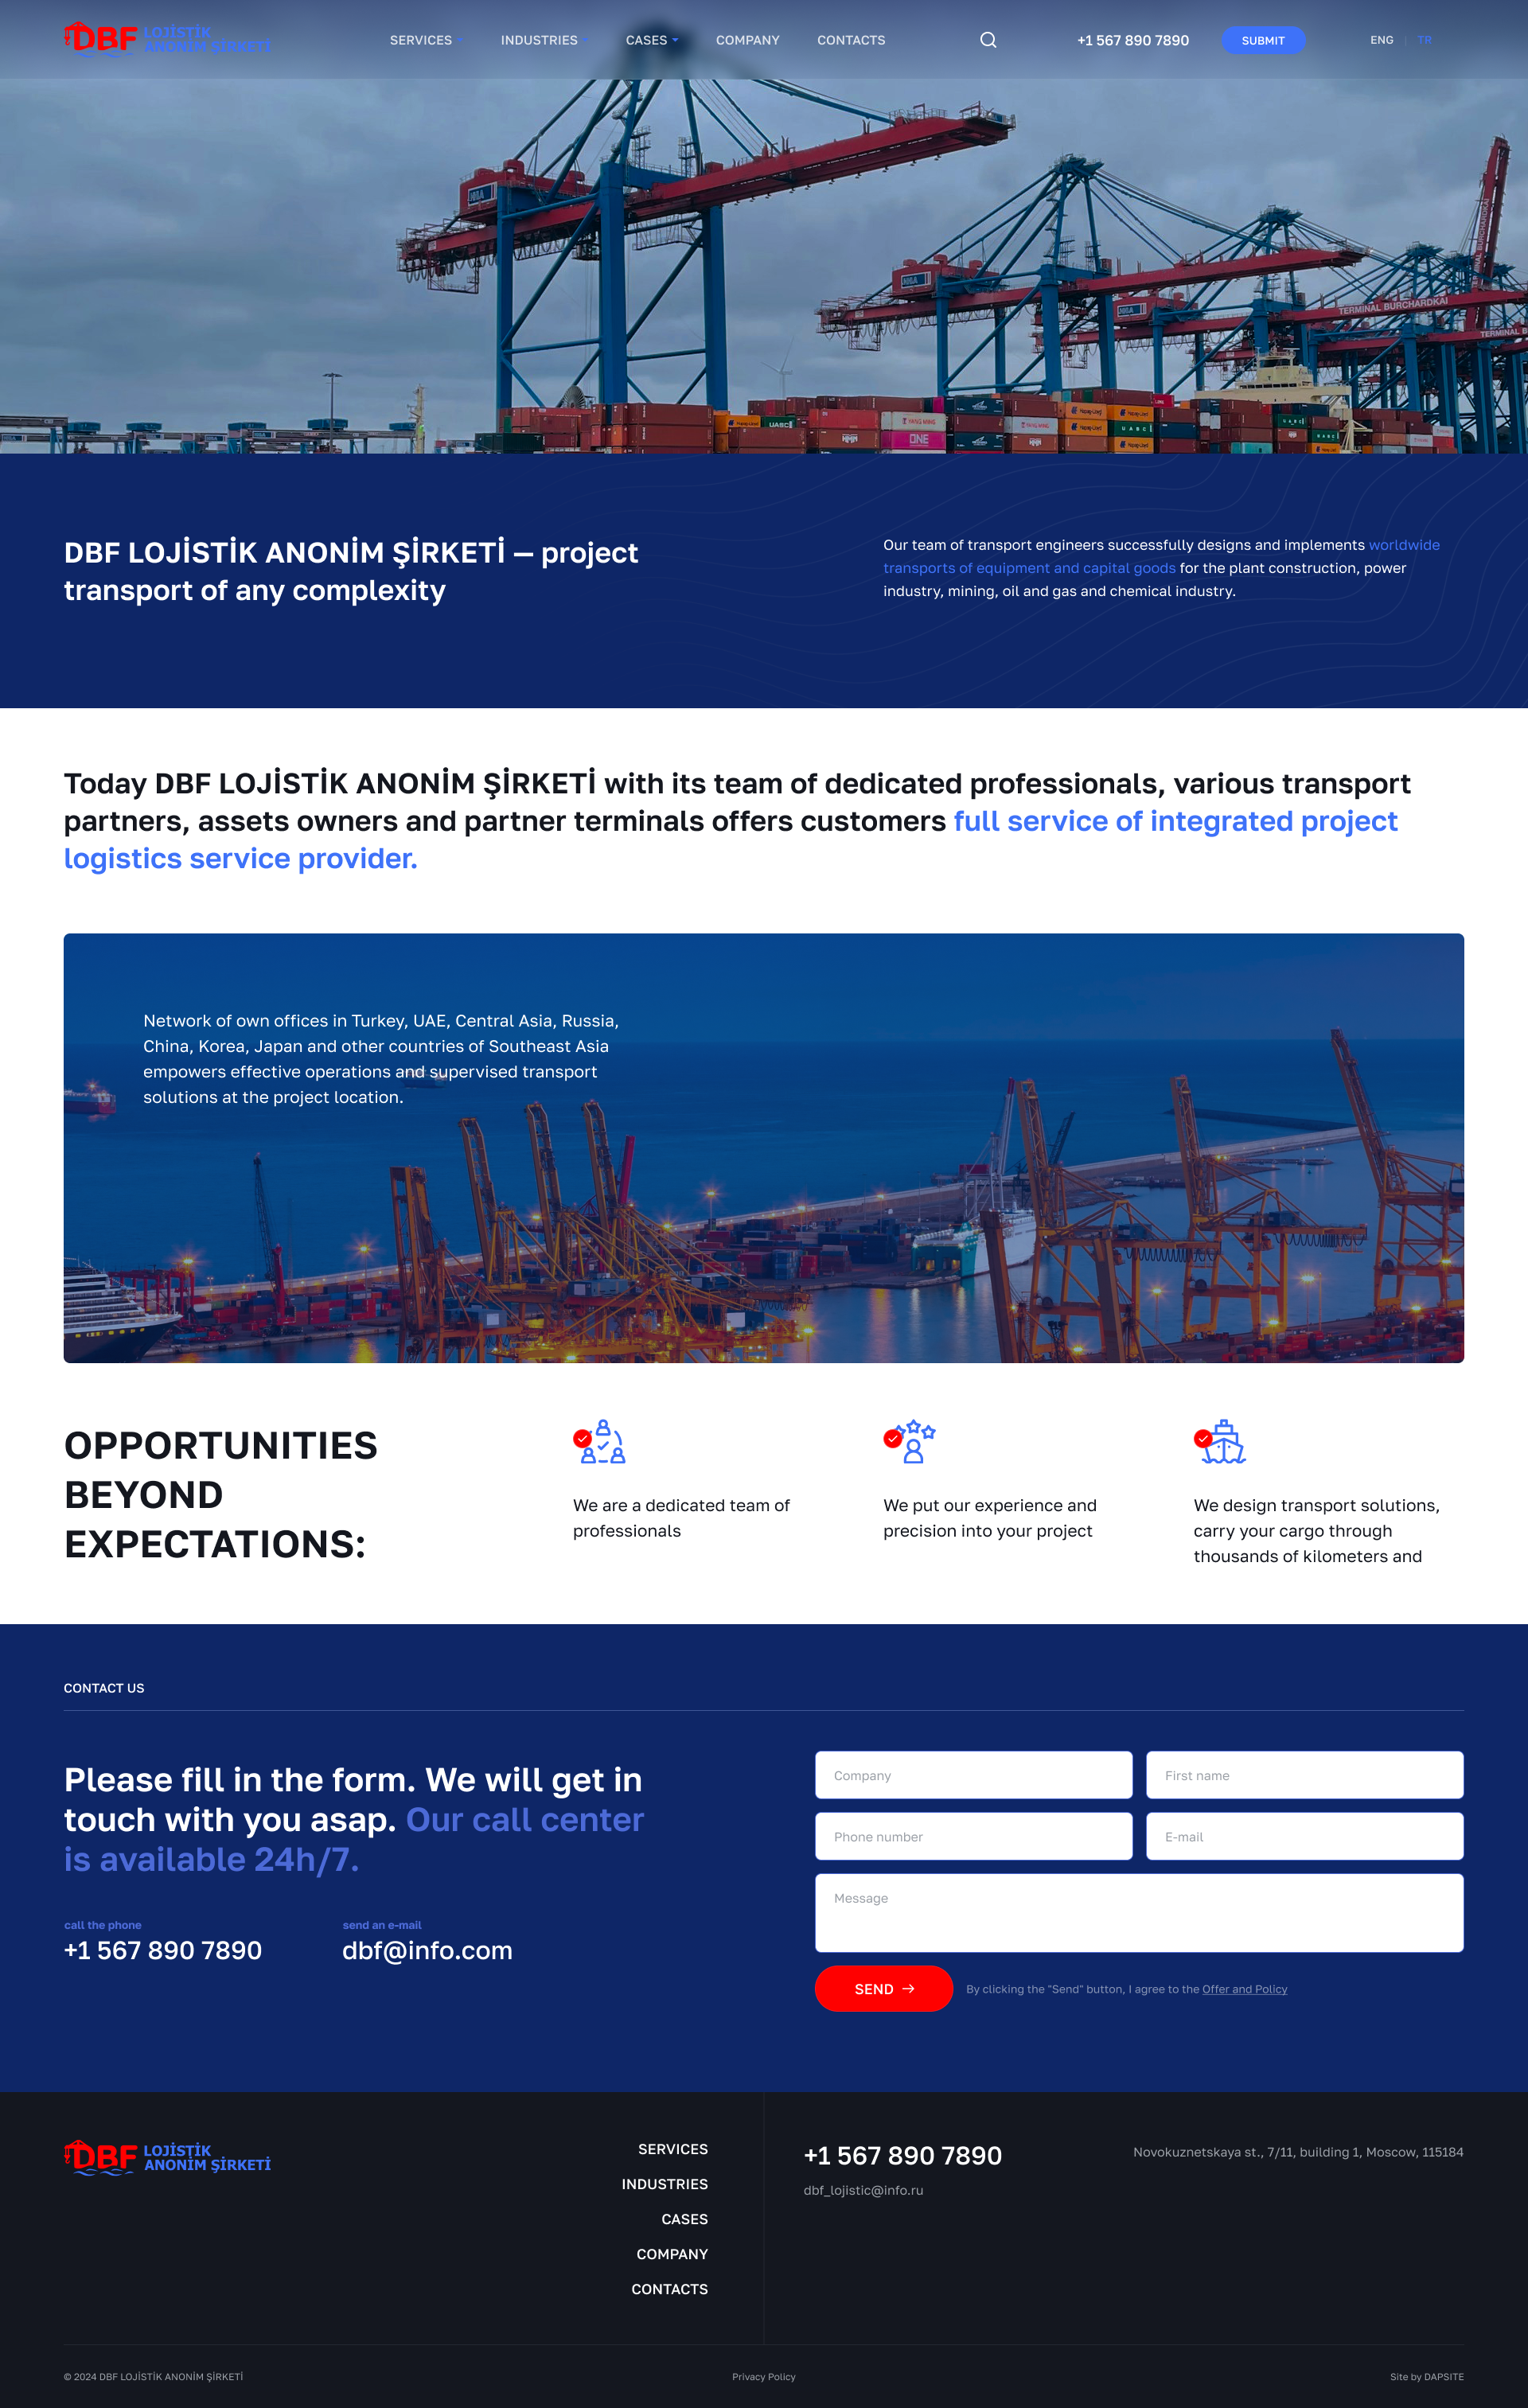 DBF LOJİSTİK
ANONİM ŞİRKETİ
SERVICES
INDUSTRIES
CASES
COMPANY
CONTACTS
+1 567 890 7890
SUBMIT
ENG | TR
TERMINAL BURCHARDKAI
TERMINAL BURCHARDKAI
DBF LOJİSTİK ANONİM ŞİRKETİ — project
transport of any complexity
Our team of transport engineers successfully designs and implements worldwide
transports of equipment and capital goods for the plant construction, power
industry, mining, oil and gas and chemical industry.
Today DBF LOJİSTİK ANONİM ŞİRKETİ with its team of dedicated professionals, various transport
partners, assets owners and partner terminals offers customers full service of integrated project
logistics service provider.
Network of own offices in Turkey, UAE, Central Asia, Russia,
China, Korea, Japan and other countries of Southeast Asia
empowers effective operations and supervised transport
solutions at the project location.
OPPORTUNITIES
BEYOND
EXPECTATIONS:
We are a dedicated team of
professionals
We put our experience and
precision into your project
We design transport solutions,
carry your cargo through
thousands of kilometers and
CONTACT US
Please fill in the form. We will get in
touch with you asap. Our call center
is available 24h/7.
call the phone
+1 567 890 7890
send an e-mail
dbf@info.com
Company
First name
Phone number
E-mail
Message
SEND →
By clicking the "Send" button, I agree to the Offer and Policy
DBF LOJİSTİK
ANONİM ŞİRKETİ
SERVICES
INDUSTRIES
CASES
COMPANY
CONTACTS
+1 567 890 7890
dbf_lojistic@info.ru
Novokuznetskaya st., 7/11, building 1, Moscow, 115184
© 2024 DBF LOJİSTİK ANONİM ŞİRKETİ
Privacy Policy
Site by DAPSITE